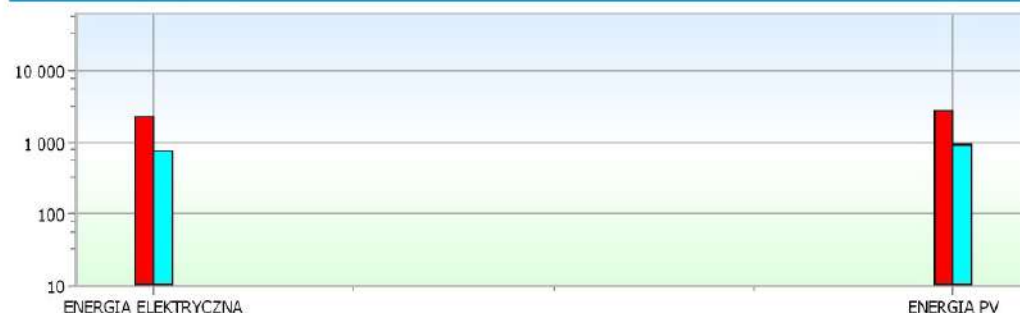 10 000
1 000
100
10
ENERGIA ELEKTRYCZNA
ENERGIA PV